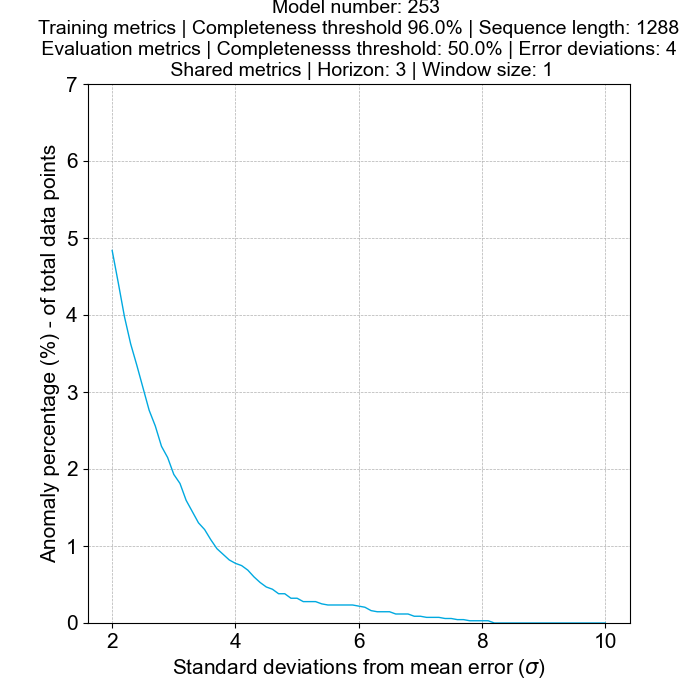 Model number: 253
Training metrics | Completeness threshold 96.0% | Sequence length: 1288
Evaluation metrics | Completenesss threshold: 50.0% | Error deviations: 4
Shared metrics | Horizon: 3 | Window size: 1
7
6
5
4
3
2
1
0
Anomaly percentage (%) - of total data points
2 4 6 8 10
Standard deviations from mean error (σ)